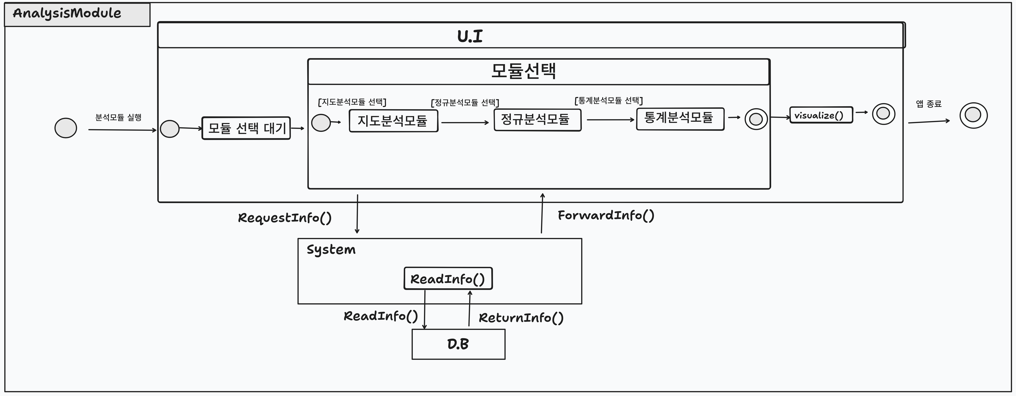 AnalysisModule
U.I
모듈선택
[지도분석모듈 선택]
[정규분석모듈 선택]
[통계분석모듈 선택]
분석모듈 실행
모듈 선택 대기
지도분석모듈
정규분석모듈
통계분석모듈
visualize()
앱 종료
RequestInfo()
ForwardInfo()
System
ReadInfo()
ReadInfo()
ReturnInfo()
D.B